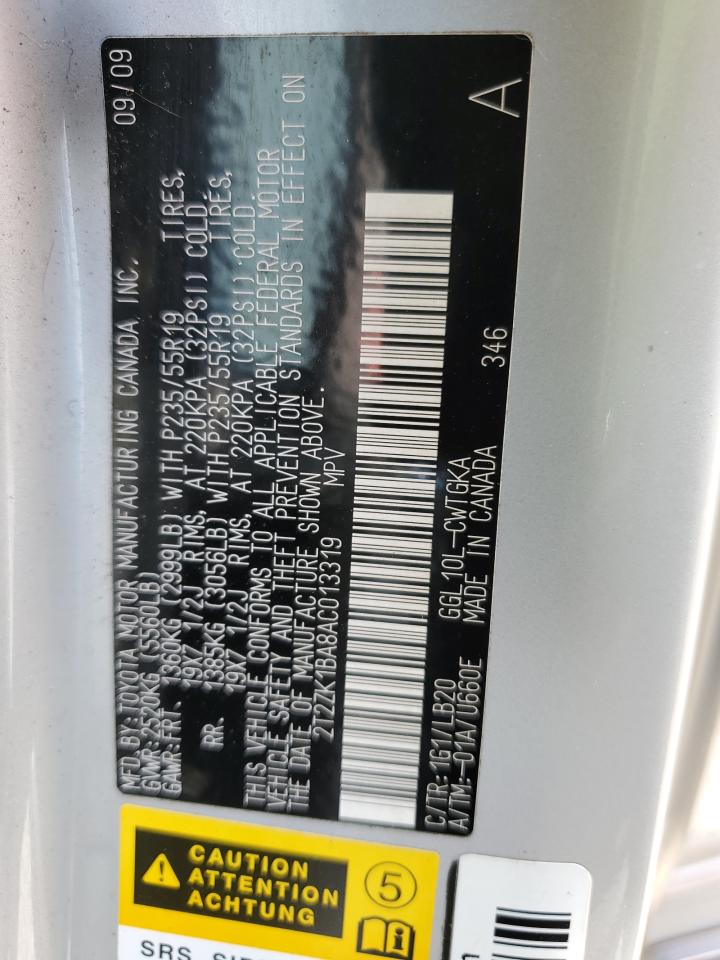 MFD. BY: TOYOTA MOTOR MANUFACTURING CANADA INC. 09/09
GVWR: 2520KG (5560LB)
GAWR: FRT. 1360KG (2999LB) WITH P235/55R19 TIRES,
19X7 1/2J RIMS, AT 220KPA (32PSI) COLD.
RR. 1385KG (3056LB) WITH P235/55R19 TIRES,
19X7 1/2J RIMS, AT 220KPA (32PSI) COLD.
THIS VEHICLE CONFORMS TO ALL APPLICABLE FEDERAL MOTOR
VEHICLE SAFETY AND THEFT PREVENTION STANDARDS IN EFFECT ON
THE DATE OF MANUFACTURE SHOWN ABOVE.
2T2ZK1BA8AC013319 MPV
C/TR: 1G1/LB20 GGL10L-CWTGKA
A/TM: -01A/U660E MADE IN CANADA 346 A
CAUTION
ATTENTION
ACHTUNG
5
SRS